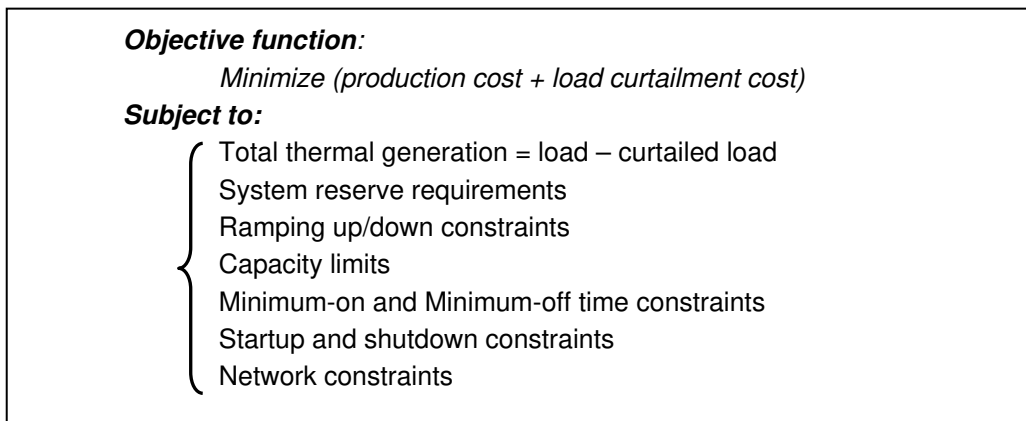 Objective function:
Minimize (production cost + load curtailment cost)
Subject to:
Total thermal generation = load – curtailed load
System reserve requirements
Ramping up/down constraints
Capacity limits
Minimum-on and Minimum-off time constraints
Startup and shutdown constraints
Network constraints